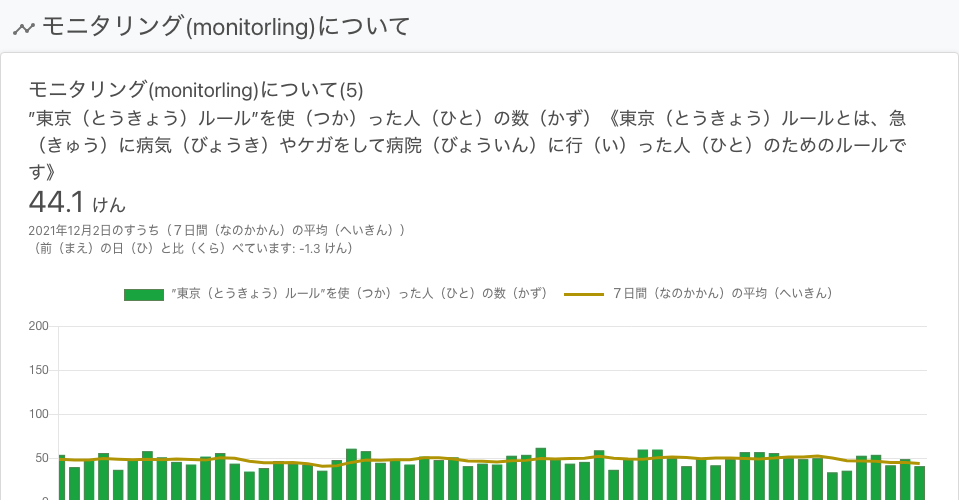 モニタリング(monitorling)について
モニタリング(monitorling)について(5)
”東京（とうきょう）ルール”を使（つか）った人（ひと）の数（かず）《東京（とうきょう）ルールとは、急
（きゅう）に病気（びょうき）やケガをして病院（びょういん）に行（い）った人（ひと）のためのルールで
す》
44.1 けん
2021年12月2日のすうち（７日間（なのかかん）の平均（へいきん））
（前（まえ）の日（ひ）と比（くら）べています: -1.3 けん）
”東京（とうきょう）ルール”を使（つか）った人（ひと）の数（かず） ７日間（なのかかん）の平均（へいきん）
200
150
100
50